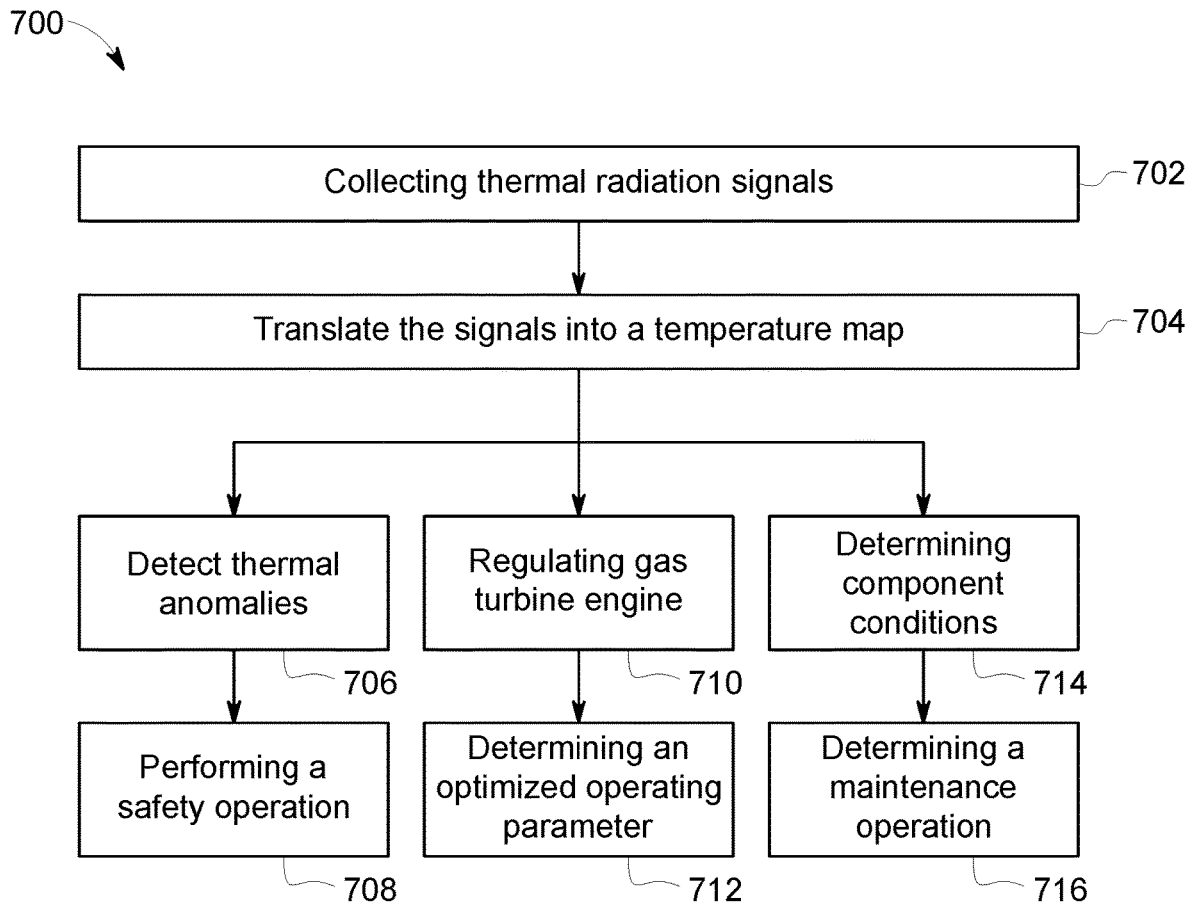 700
Collecting thermal radiation signals
702
Translate the signals into a temperature map
704
Detect thermal
anomalies
706
Regulating gas
turbine engine
710
Determining
component
conditions
714
Performing a
safety operation
708
Determining an
optimized operating
parameter
712
Determining a
maintenance
operation
716